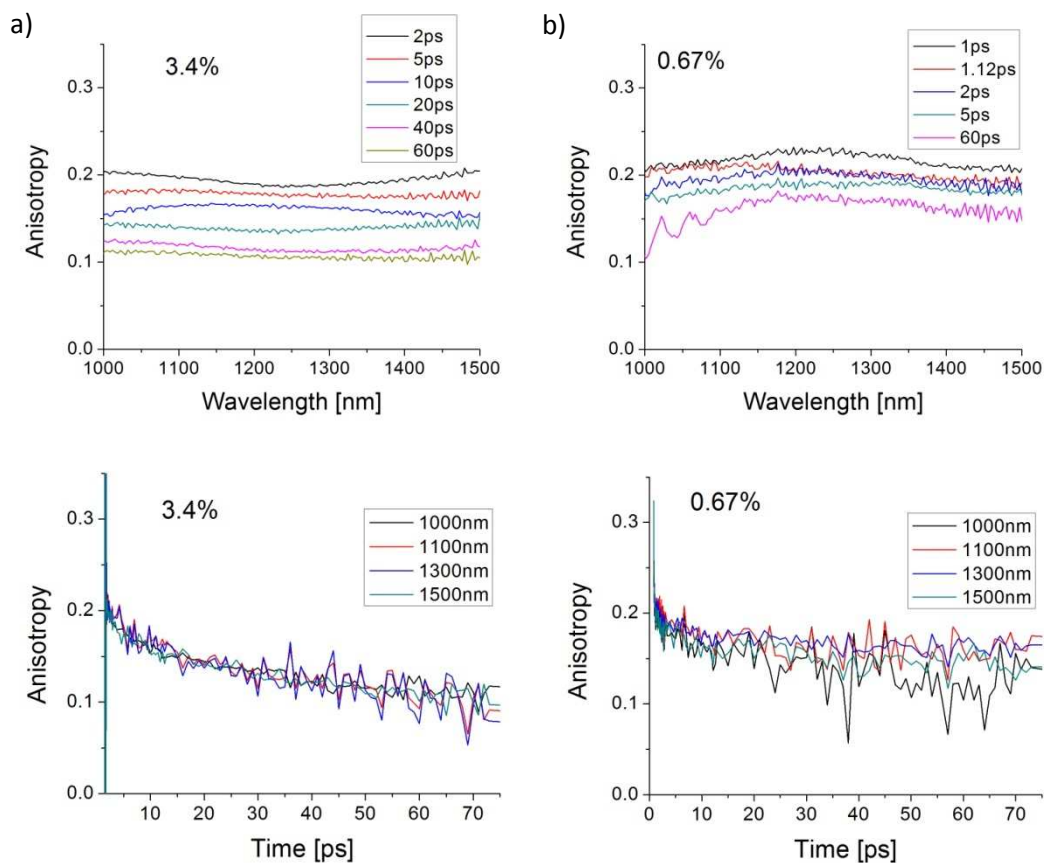 a)
3.4%
2ps
5ps
10ps
20ps
40ps
60ps
0.3
0.2
0.1
0.0
Anisotropy
1000 1100 1200 1300 1400 1500
Wavelength [nm]
b)
0.67%
1ps
1.12ps
2ps
5ps
60ps
0.3
0.2
0.1
0.0
Anisotropy
1000 1100 1200 1300 1400 1500
Wavelength [nm]
3.4%
1000nm
1100nm
1300nm
1500nm
0.3
0.2
0.1
0.0
Anisotropy
10 20 30 40 50 60 70
Time [ps]
0.67%
1000nm
1100nm
1300nm
1500nm
0.3
0.2
0.1
0.0
Anisotropy
0 10 20 30 40 50 60 70
Time [ps]